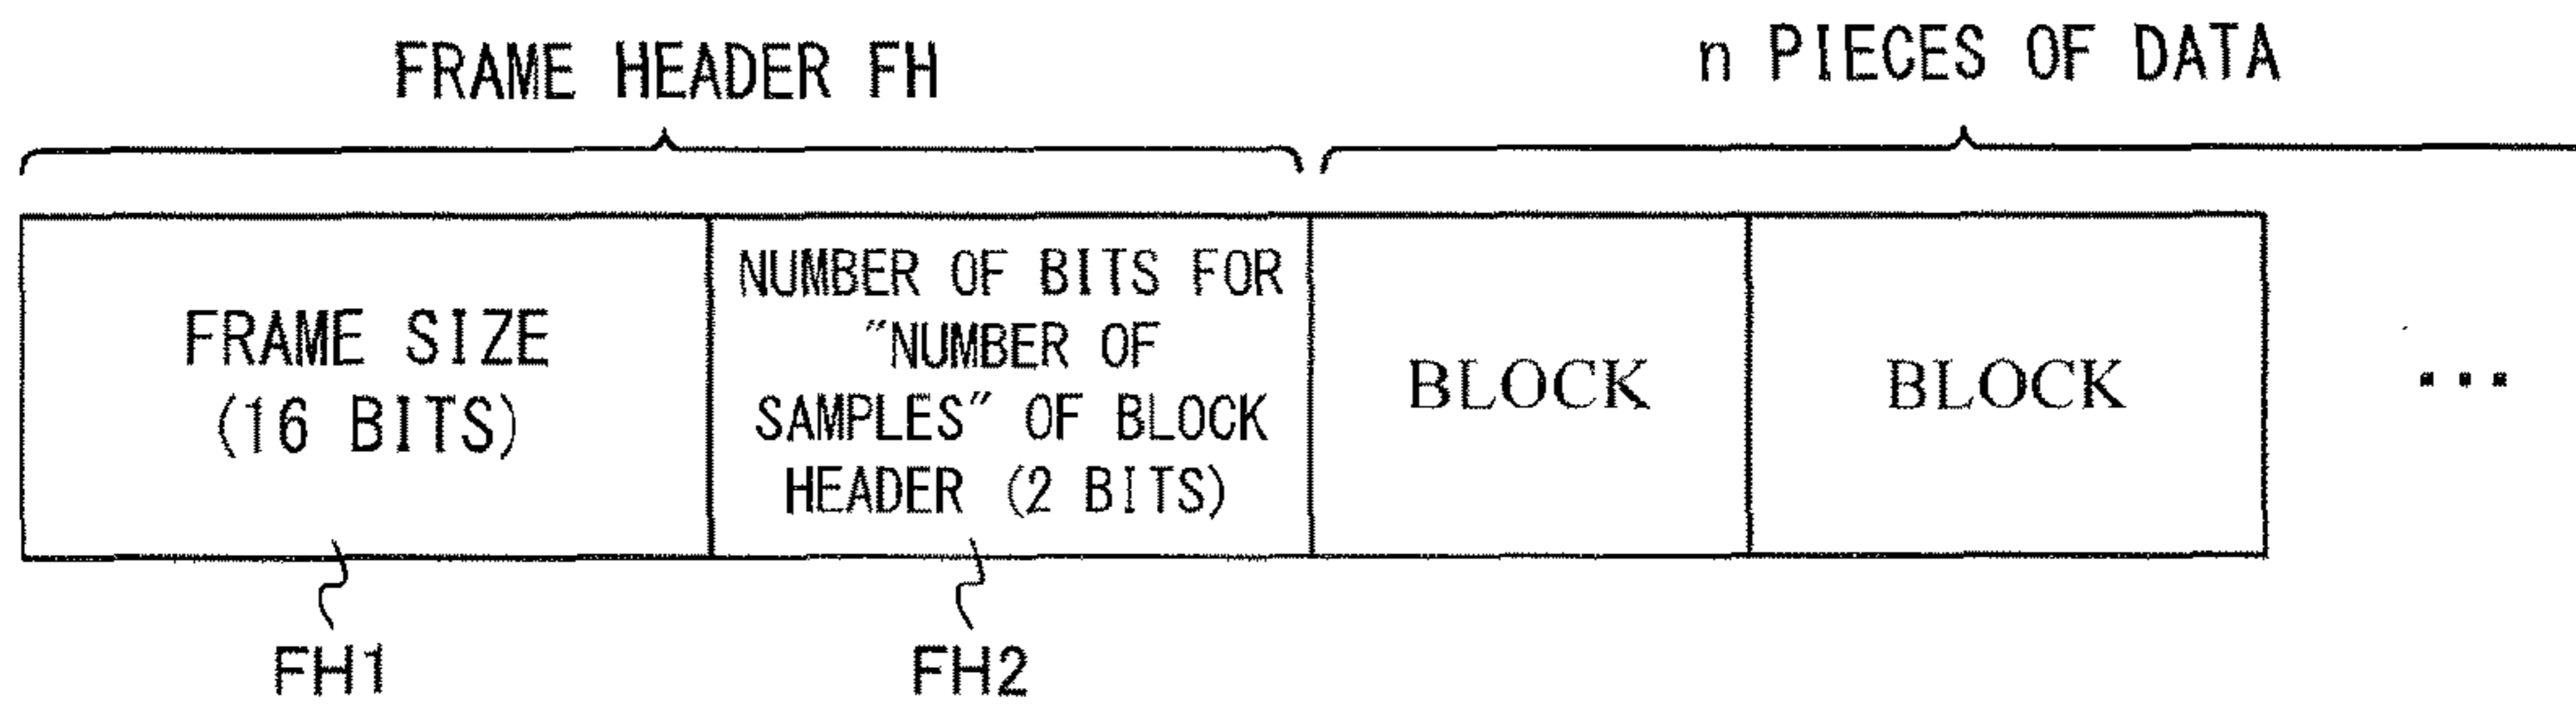 FRAME HEADER FH
n PIECES OF DATA
FRAME SIZE
(16 BITS)
NUMBER OF BITS FOR
"NUMBER OF
SAMPLES" OF BLOCK
HEADER (2 BITS)
BLOCK
BLOCK
...
FH1
FH2